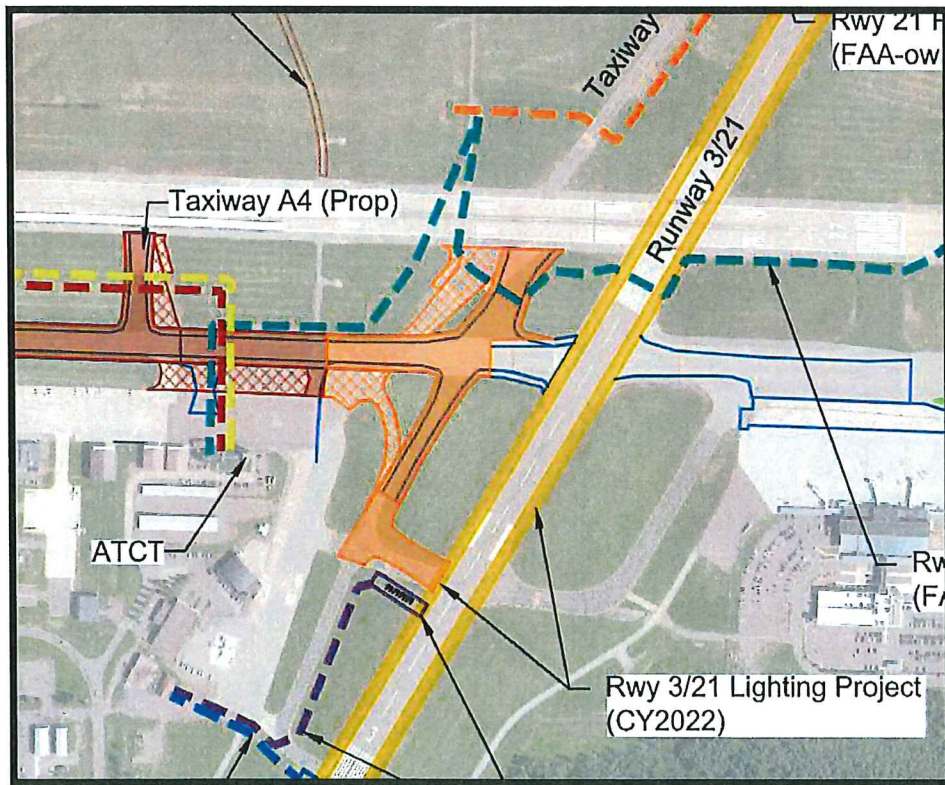 Rwy 21 F
(FAA-ow
Taxiway
Runway 3/21
Taxiway A4 (Prop)
ATCT
Rw
(FA
Rwy 3/21 Lighting Project
(CY2022)